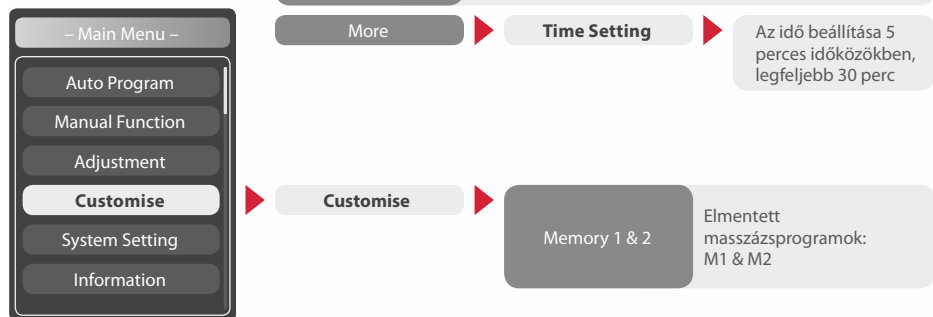 More
Time Setting
Az idő beállítása 5
perces időközökben,
legfeljebb 30 perc
– Main Menu –
Auto Program
Manual Function
Adjustment
Customise
System Setting
Information
Customise
Memory 1 & 2
Elmentett
masszázsprogramok:
M1 & M2